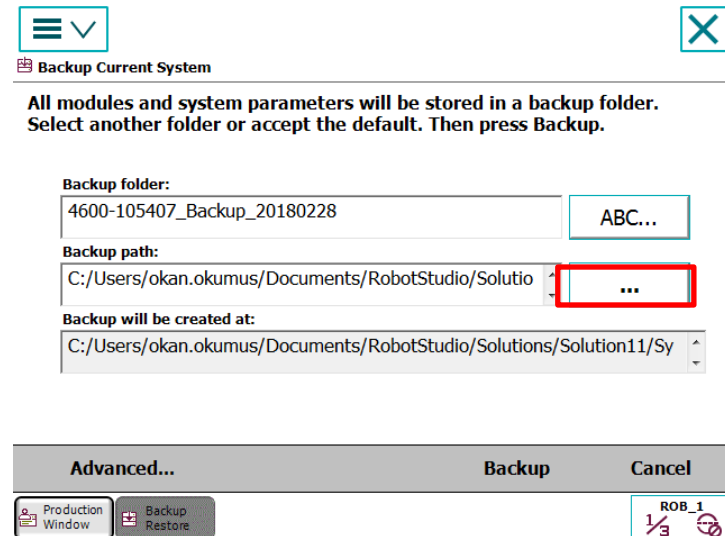 Backup Current System
All modules and system parameters will be stored in a backup folder.
Select another folder or accept the default. Then press Backup.
Backup folder:
4600-105407_Backup_20180228
ABC...
Backup path:
C:/Users/okan.okumus/Documents/RobotStudio/Solutio
...
Backup will be created at:
C:/Users/okan.okumus/Documents/RobotStudio/Solutions/Solution11/Sy
Advanced...
Backup
Cancel
Production
Window
Backup
Restore
ROB_1
1/3